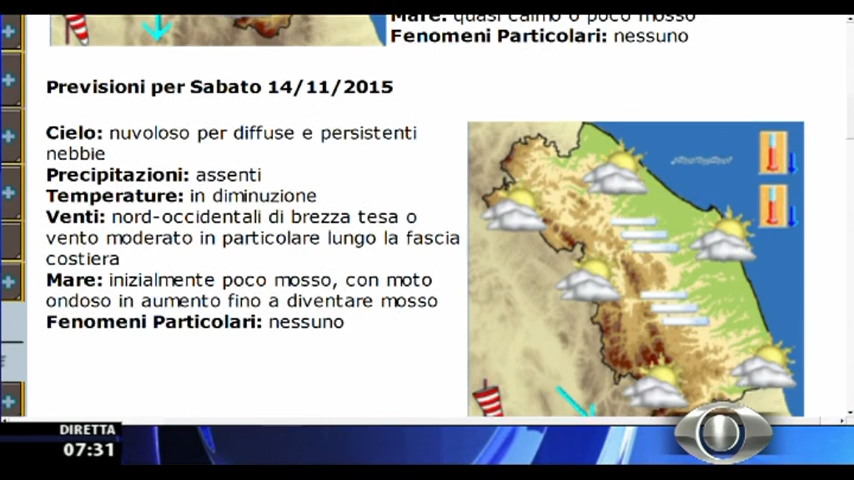 Mare: quasi calmo o poco mosso
Fenomeni Particolari: nessuno
Previsioni per Sabato 14/11/2015
Cielo: nuvoloso per diffuse e persistenti
nebbie
Precipitazioni: assenti
Temperature: in diminuzione
Venti: nord-occidentali di brezza tesa o
vento moderato in particolare lungo la fascia
costiera
Mare: inizialmente poco mosso, con moto
ondoso in aumento fino a diventare mosso
Fenomeni Particolari: nessuno
DIRETTA
07:31